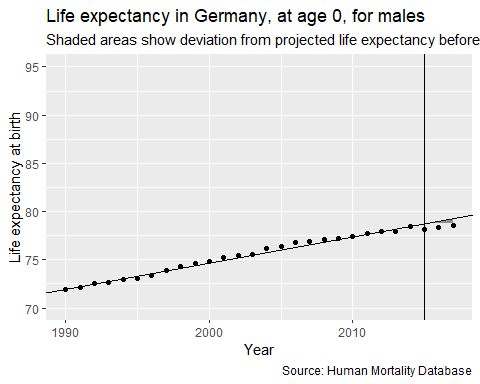 Life expectancy in Germany, at age 0, for males
Shaded areas show deviation from projected life expectancy before
95
90
85
80
75
70
Life expectancy at birth
1990
2000
2010
Year
Source: Human Mortality Database